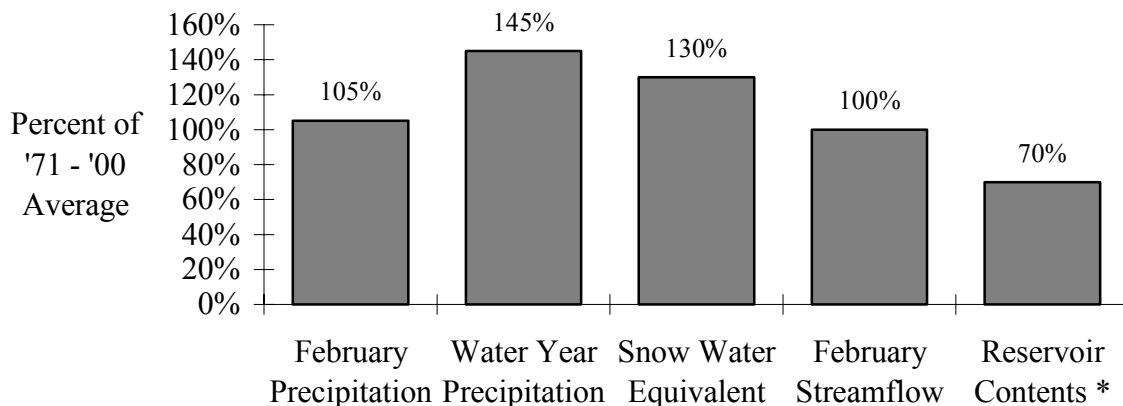 160%
140%
120%
100%
80%
60%
40%
20%
0%
Percent of
'71 - '00
Average
105%
145%
130%
100%
70%
February
Precipitation
Water Year
Precipitation
Snow Water
Equivalent
February
Streamflow
Reservoir
Contents *